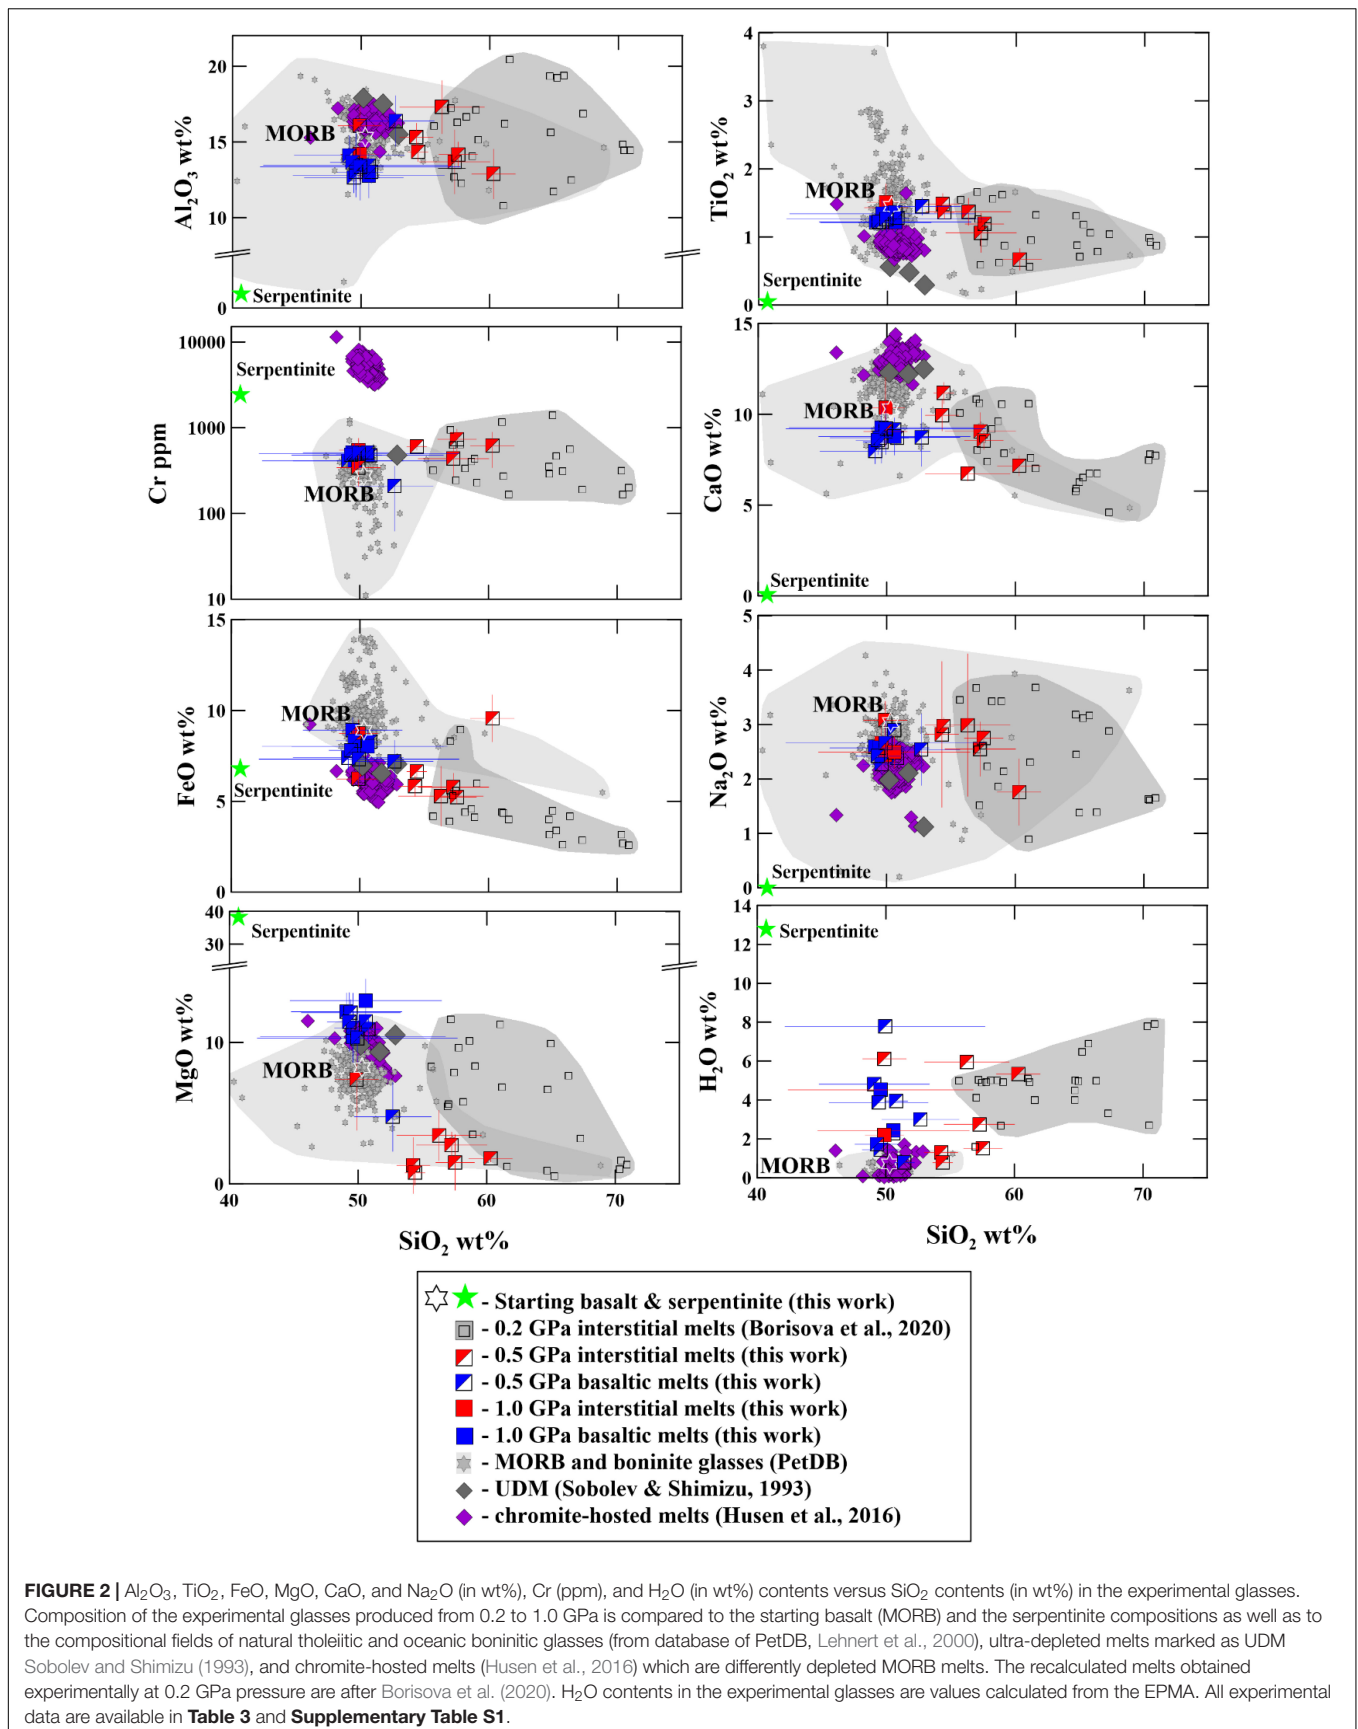 20
15
10
0
Al2O3 wt%
MORB
Serpentinite
4
3
2
1
0
TiO2 wt%
MORB
Serpentinite
10000
1000
100
10
Cr ppm
Serpentinite
MORB
15
10
5
0
CaO wt%
MORB
Serpentinite
15
10
5
0
FeO wt%
MORB
Serpentinite
5
4
3
2
1
0
Na2O wt%
MORB
Serpentinite
40
30
10
0
MgO wt%
Serpentinite
MORB
40 50 60 70
SiO2 wt%
14
12
10
8
6
4
2
0
H2O wt%
Serpentinite
MORB
40 50 60 70
SiO2 wt%
- Starting basalt & serpentinite (this work)
- 0.2 GPa interstitial melts (Borisova et al., 2020)
- 0.5 GPa interstitial melts (this work)
- 0.5 GPa basaltic melts (this work)
- 1.0 GPa interstitial melts (this work)
- 1.0 GPa basaltic melts (this work)
- MORB and boninite glasses (PetDB)
- UDM (Sobolev & Shimizu, 1993)
- chromite-hosted melts (Husen et al., 2016)
FIGURE 2 | Al2O3, TiO2, FeO, MgO, CaO, and Na2O (in wt%), Cr (ppm), and H2O (in wt%) contents versus SiO2 contents (in wt%) in the experimental glasses.
Composition of the experimental glasses produced from 0.2 to 1.0 GPa is compared to the starting basalt (MORB) and the serpentinite compositions as well as to
the compositional fields of natural tholeiitic and oceanic boninitic glasses (from database of PetDB, Lehnert et al., 2000), ultra-depleted melts marked as UDM
Sobolev and Shimizu (1993), and chromite-hosted melts (Husen et al., 2016) which are differently depleted MORB melts. The recalculated melts obtained
experimentally at 0.2 GPa pressure are after Borisova et al. (2020). H2O contents in the experimental glasses are values calculated from the EPMA. All experimental
data are available in Table 3 and Supplementary Table S1.